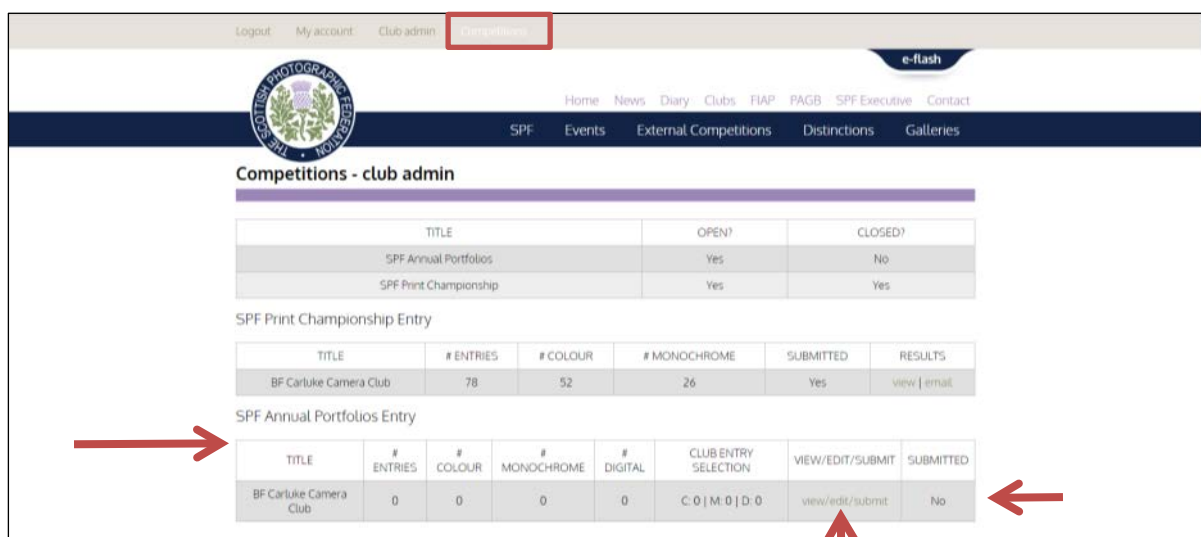 Logout My account Club admin Competitions
e-flash
THE SCOTTISH PHOTOGRAPHIC FEDERATION
Home News Diary Clubs FIAP PAGB SPF Executive Contact
SPF Events External Competitions Distinctions Galleries
Competitions - club admin
TITLE OPEN? CLOSED?
SPF Annual Portfolios Yes No
SPF Print Championship Yes Yes
SPF Print Championship Entry
TITLE # ENTRIES # COLOUR # MONOCHROME SUBMITTED RESULTS
BF Carluke Camera Club 78 52 26 Yes view | email
SPF Annual Portfolios Entry
TITLE # ENTRIES # COLOUR # MONOCHROME # DIGITAL CLUB ENTRY SELECTION VIEW/EDIT/SUBMIT SUBMITTED
BF Carluke Camera Club 0 0 0 0 C: 0 | M: 0 | D: 0 view/edit/submit No